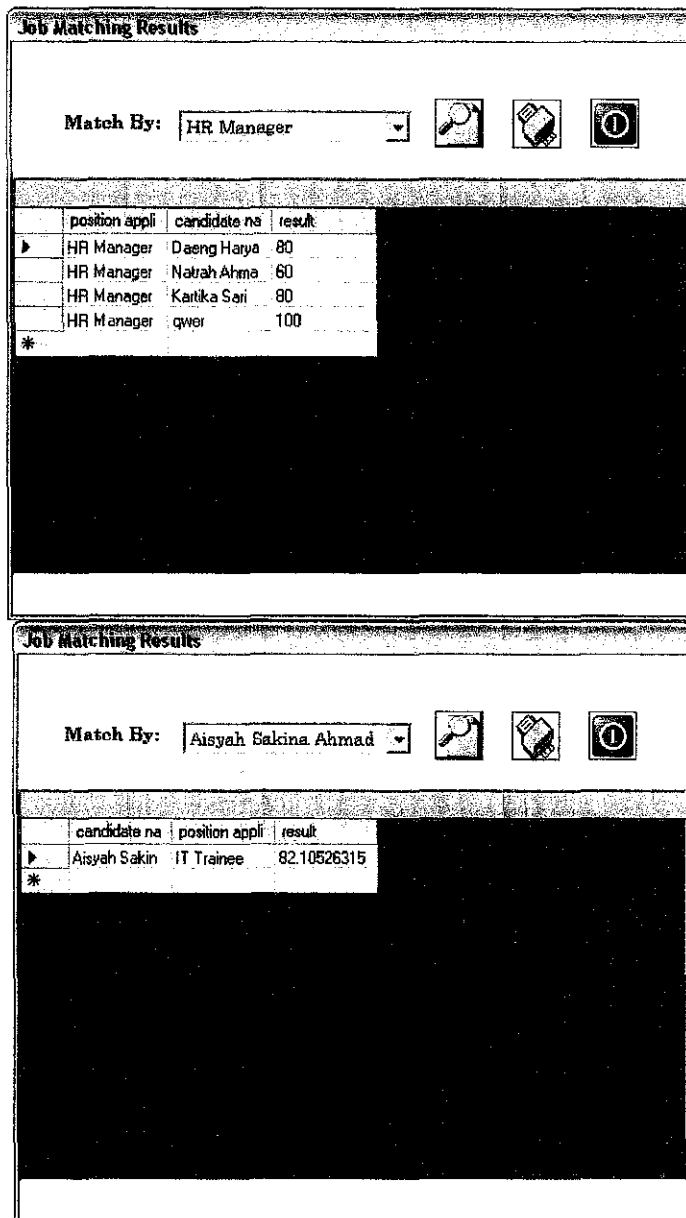 Job Matching Results
Match By: HR Manager
position appli candidate na result
HR Manager Daeng Harya 80
HR Manager Natrah Ahma 60
HR Manager Kartika Sari 80
HR Manager qwer 100
*
Job Matching Results
Match By: Aisyah Sakina Ahmad
candidate na position appli result
Aisyah Sakin IT Trainee 82.10526315
*